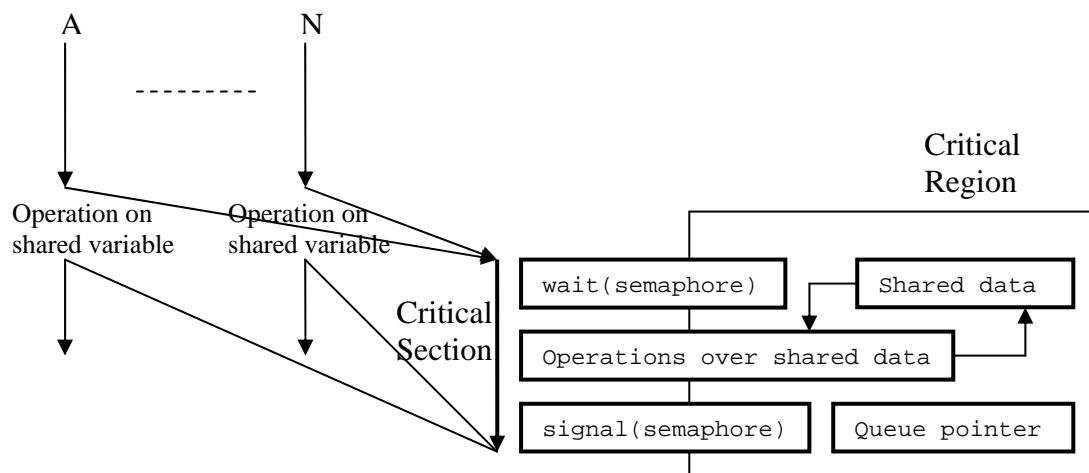 A
N
Critical
Region
Operation on
shared variable
Operation on
shared variable
wait(semaphore)
Shared data
Critical
Section
Operations over shared data
signal(semaphore)
Queue pointer